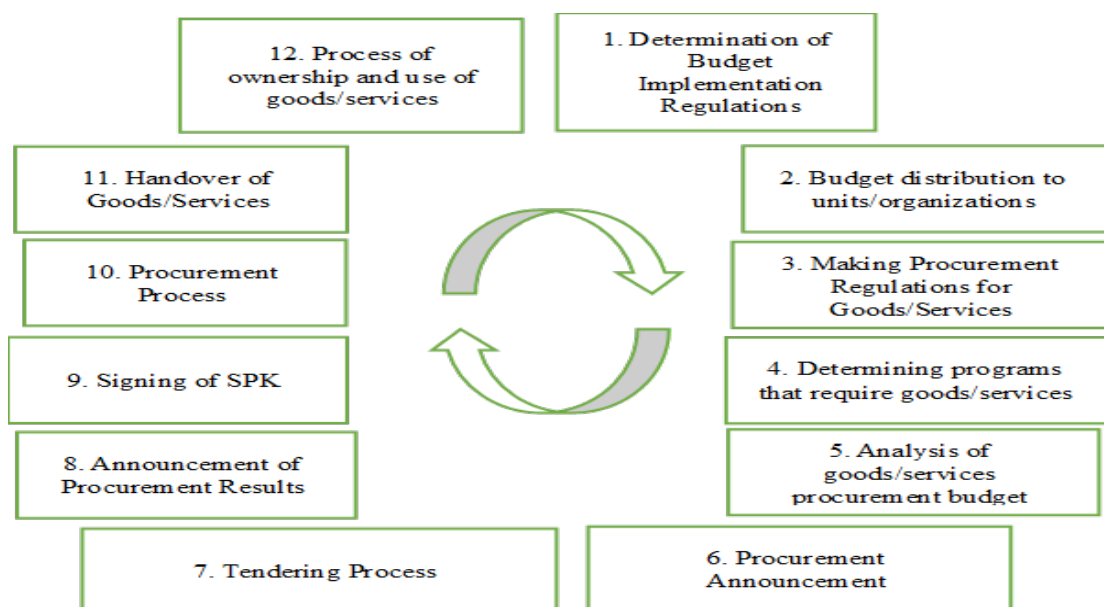 1. Determination of
Budget
Implementation
Regulations
2. Budget distribution to
units/organizations
3. Making Procurement
Regulations for
Goods/Services
4. Determining programs
that require goods/services
5. Analysis of
goods/services
procurement budget
6. Procurement
Announcement
7. Tendering Process
8. Announcement of
Procurement Results
9. Signing of SPK
10. Procurement
Process
11. Handover of
Goods/Services
12. Process of
ownership and use of
goods/services